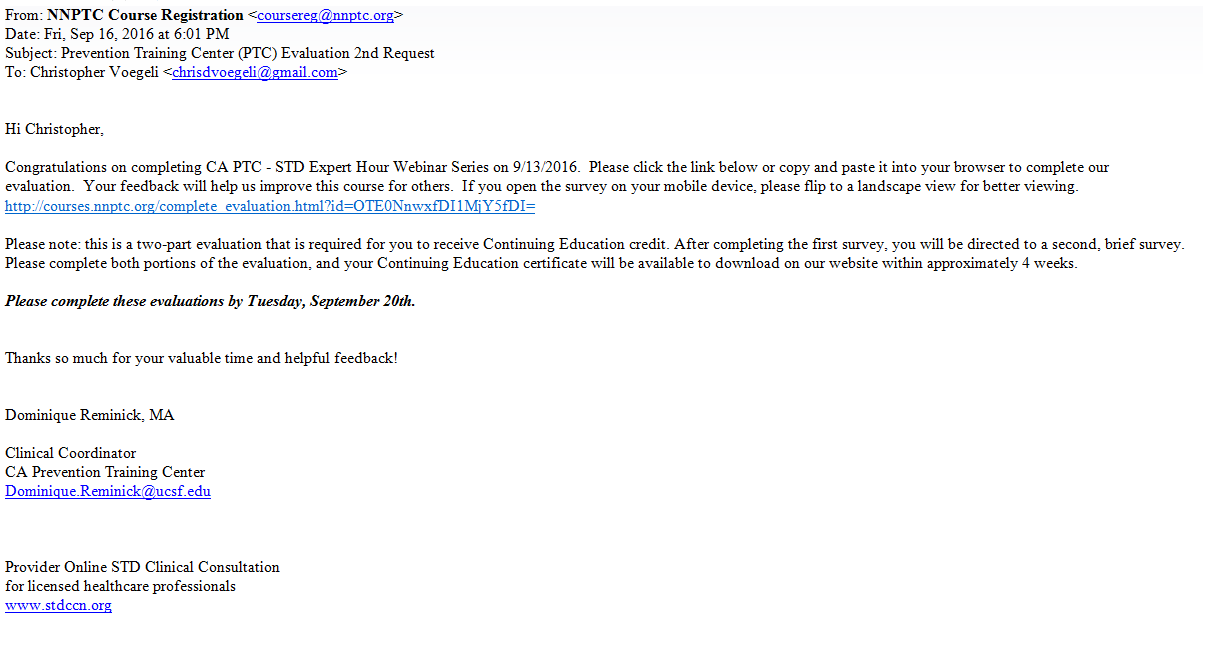 From: NNPTC Course Registration <coursereg@nnptc.org>
Date: Fri, Sep 16, 2016 at 6:01 PM
Subject: Prevention Training Center (PTC) Evaluation 2nd Request
To: Christopher Voegeli <chrisdvoegeli@gmail.com>
Hi Christopher,
Congratulations on completing CA PTC - STD Expert Hour Webinar Series on 9/13/2016.  Please click the link below or copy and paste it into your browser to complete our
evaluation.  Your feedback will help us improve this course for others.  If you open the survey on your mobile device, please flip to a landscape view for better viewing.
http://courses.nnptc.org/complete_evaluation.html?id=OTE0NnwxfDI1MjY5fDI=
Please note: this is a two-part evaluation that is required for you to receive Continuing Education credit. After completing the first survey, you will be directed to a second, brief survey.
Please complete both portions of the evaluation, and your Continuing Education certificate will be available to download on our website within approximately 4 weeks.
Please complete these evaluations by Tuesday, September 20th.
Thanks so much for your valuable time and helpful feedback!
Dominique Reminick, MA
Clinical Coordinator
CA Prevention Training Center
Dominique.Reminick@ucsf.edu
Provider Online STD Clinical Consultation
for licensed healthcare professionals
www.stdccn.org